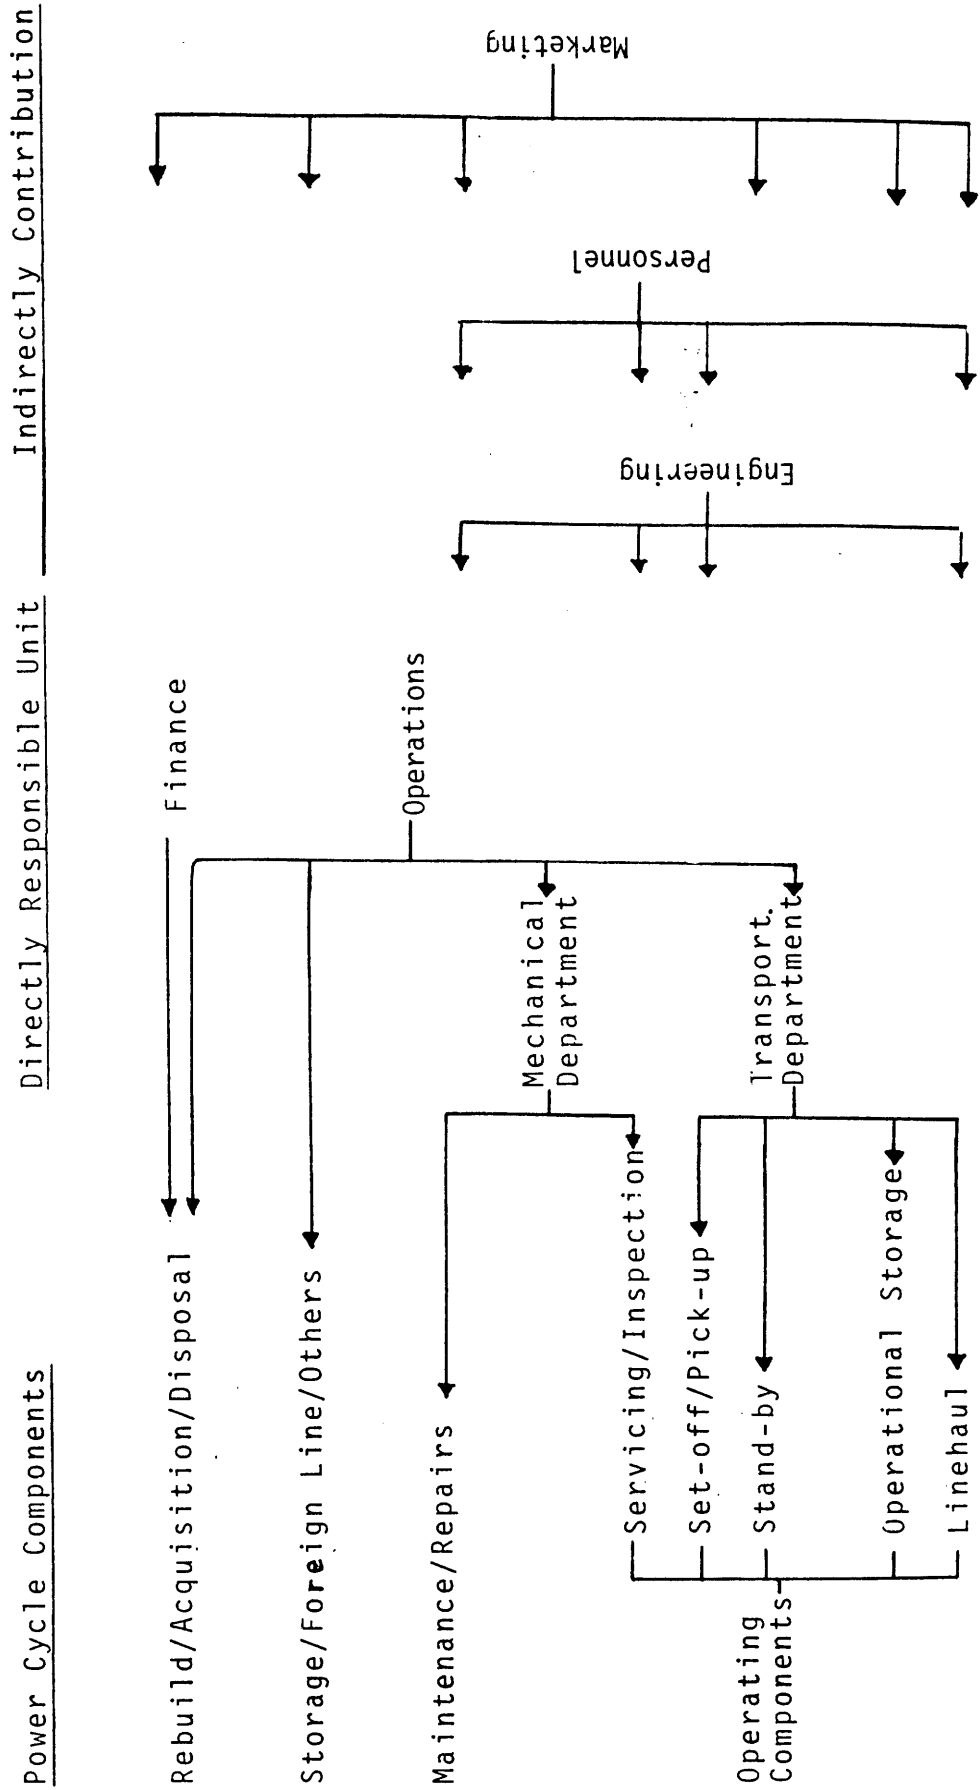 Power Cycle Components
Directly Responsible Unit
Indirectly Contribution
Rebuild/Acquisition/Disposal
Finance
Storage/Foreign Line/Others
Operations
Maintenance/Repairs
Mechanical
Department
Servicing/Inspection
Set-off/Pick-up
Stand-by
Operational Storage
Linehaul
Operating
Components
Transport.
Department
Engineering
Personnel
Marketing